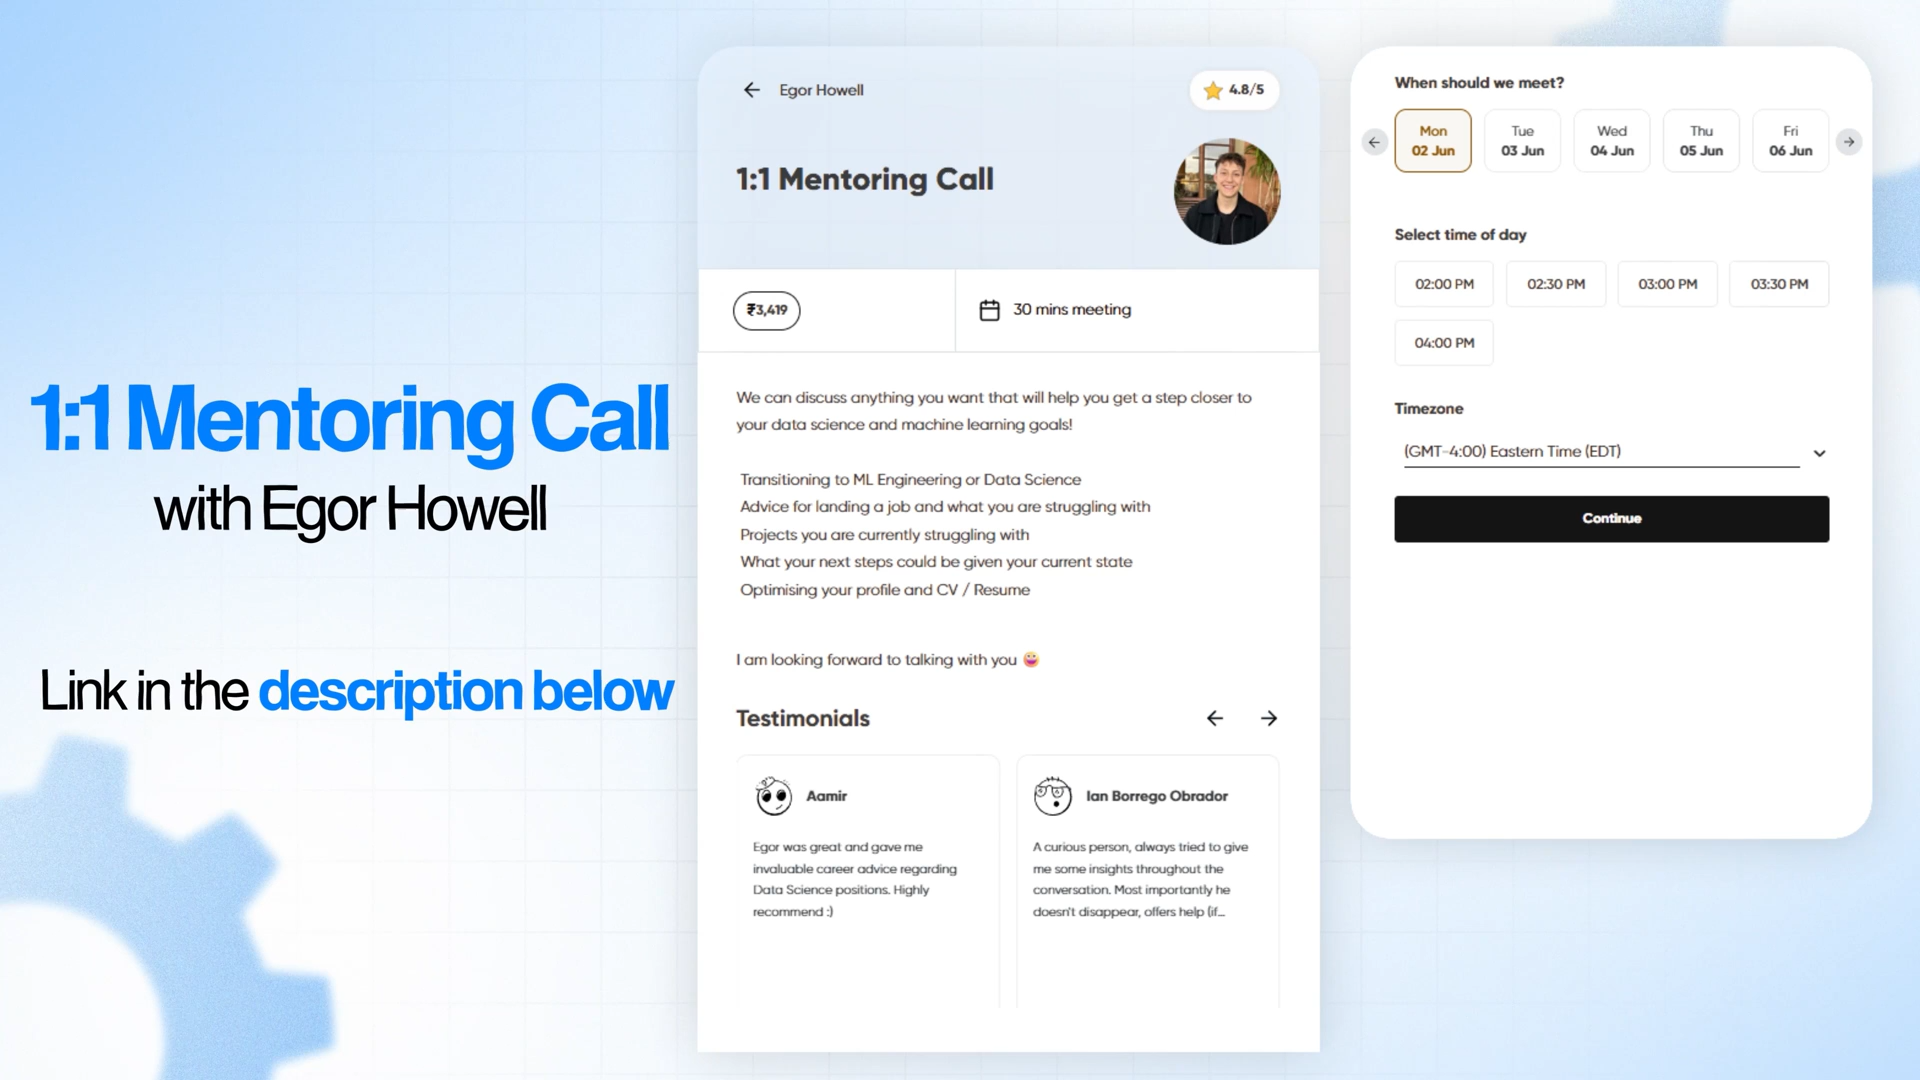 1:1 Mentoring Call
with Egor Howell
Link in the description below
Egor Howell
4.8/5
1:1 Mentoring Call
₹3,419
30 mins meeting
We can discuss anything you want that will help you get a step closer to
your data science and machine learning goals!
Transitioning to ML Engineering or Data Science
Advice for landing a job and what you are struggling with
Projects you are currently struggling with
What your next steps could be given your current state
Optimising your profile and CV / Resume
I am looking forward to talking with you 😀
Testimonials
Aamir
Egor was great and gave me
invaluable career advice regarding
Data Science positions. Highly
recommend :)
Ian Borrego Obrador
A curious person, always tried to give
me some insights throughout the
conversation. Most importantly he
doesn't disappear, offers help (if...
When should we meet?
Mon
02 Jun
Tue
03 Jun
Wed
04 Jun
Thu
05 Jun
Fri
06 Jun
Select time of day
02:00 PM
02:30 PM
03:00 PM
03:30 PM
04:00 PM
Timezone
(GMT-4:00) Eastern Time (EDT)
Continue